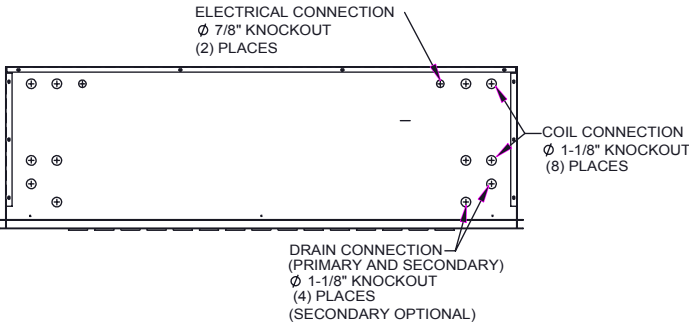 ELECTRICAL CONNECTION
Ø 7/8" KNOCKOUT
(2) PLACES
COIL CONNECTION
Ø 1-1/8" KNOCKOUT
(8) PLACES
DRAIN CONNECTION
(PRIMARY AND SECONDARY)
Ø 1-1/8" KNOCKOUT
(4) PLACES
(SECONDARY OPTIONAL)